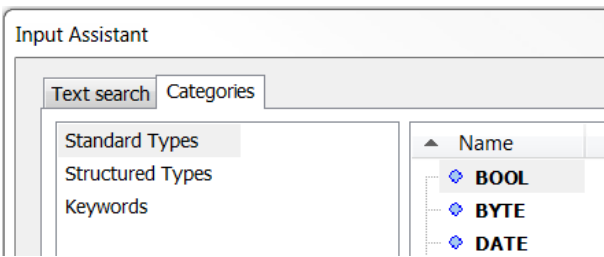 Input Assistant
Text search Categories
Standard Types
Structured Types
Keywords
Name
BOOL
BYTE
DATE